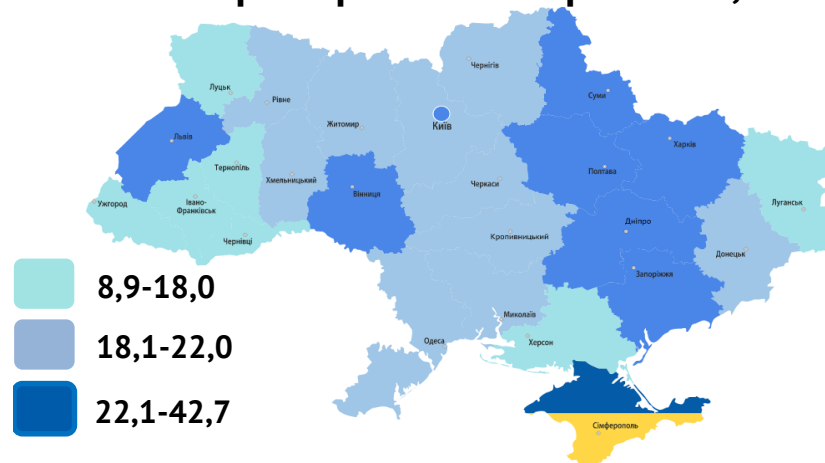 Чернігів
Луцьк
Рівне
Суми
Житомир
Київ
Львів
Харків
Тернопіль
Полтава
Хмельницький
Черкаси
Вінниця
Ужгород
Івано-
Франківськ
Луганськ
Дніпро
Чернівці
Кропивницький
Донецьк
Запоріжжя
8,9-18,0
Миколаїв
18,1-22,0
Одеса
Херсон
22,1-42,7
Сімферополь